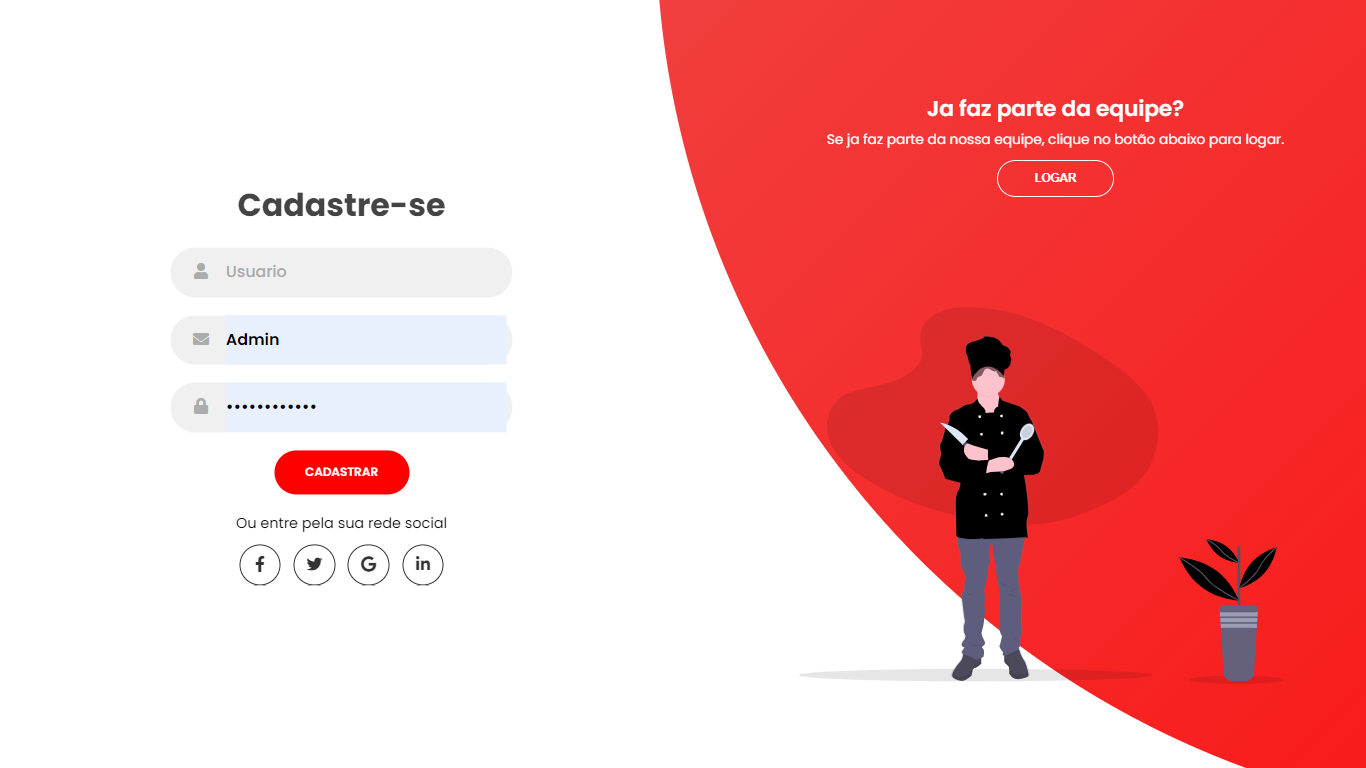 Cadastre-se
Usuario
Admin
••••••••••••
CADASTRAR
Ou entre pela sua rede social
Ja faz parte da equipe?
Se ja faz parte da nossa equipe, clique no botão abaixo para logar.
LOGAR